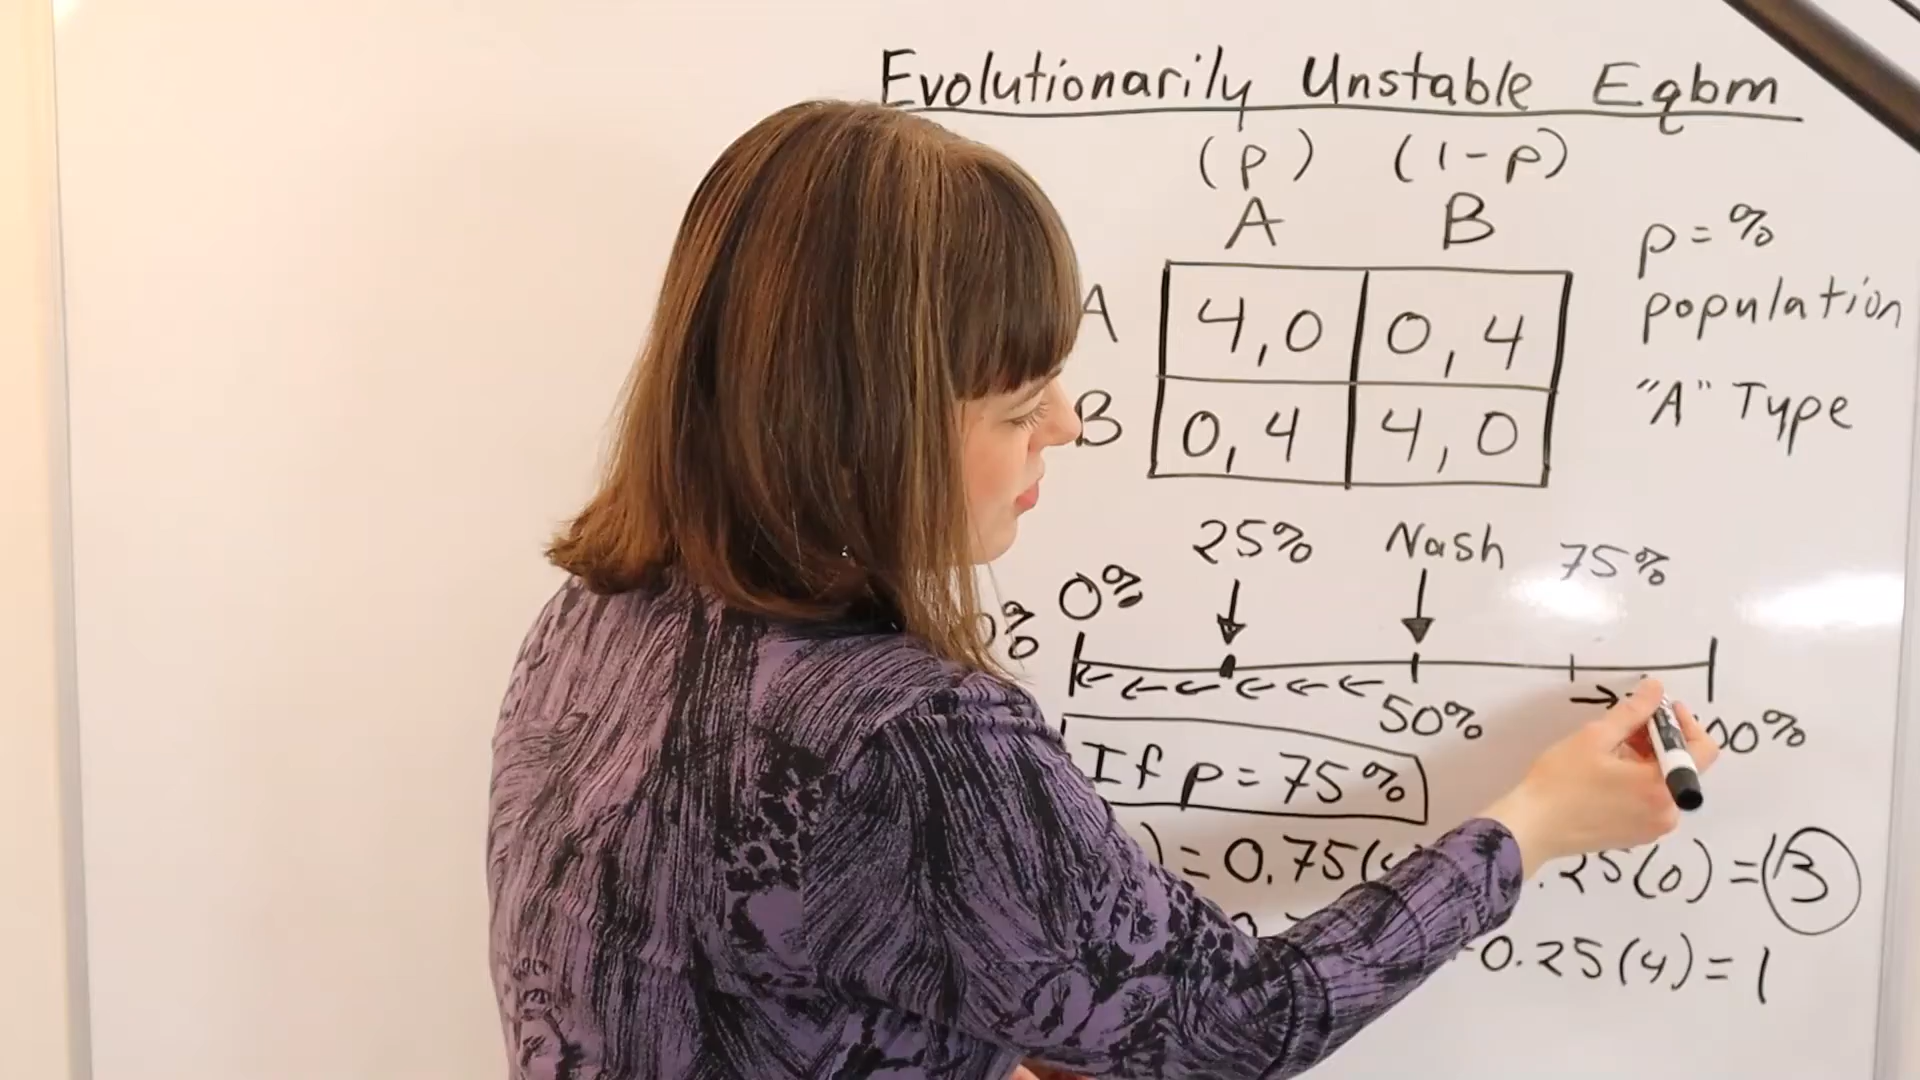 Evolutionarily Unstable Eqbm
(p) (1-p)
A B
p = %
population
"A" Type
A 4,0 0,4
B 0,4 4,0
25% Nash 75%
0%
50%
If p = 75%
) = 0.75( .25(0) = 3
0.25(4) = 1